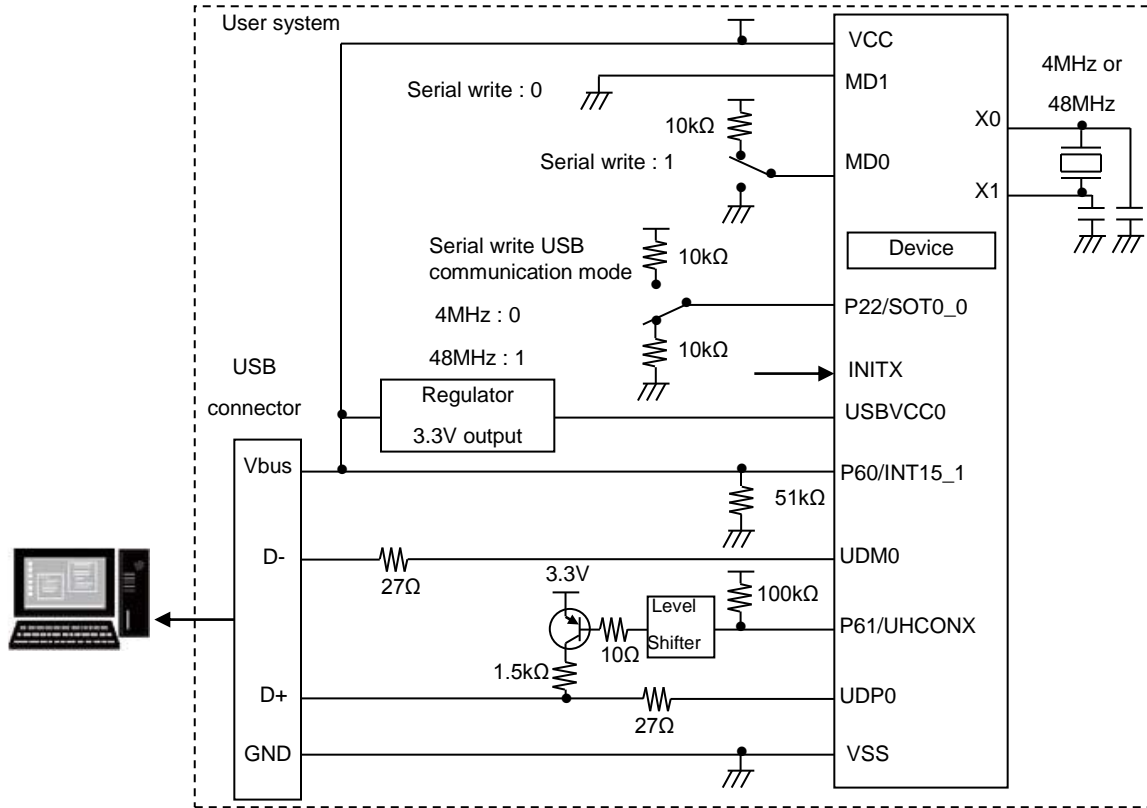 User system
VCC
MD1
Serial write : 0
4MHz or
48MHz
X0
10kΩ
Serial write : 1
MD0
X1
Device
Serial write USB
communication mode
10kΩ
4MHz : 0
P22/SOT0_0
48MHz : 1
10kΩ
INITX
USB
connector
Regulator
3.3V output
USBVCC0
Vbus
P60/INT15_1
51kΩ
D-
27Ω
UDM0
3.3V
100kΩ
Level
Shifter
10Ω
P61/UHCONX
1.5kΩ
D+
27Ω
UDP0
GND
VSS